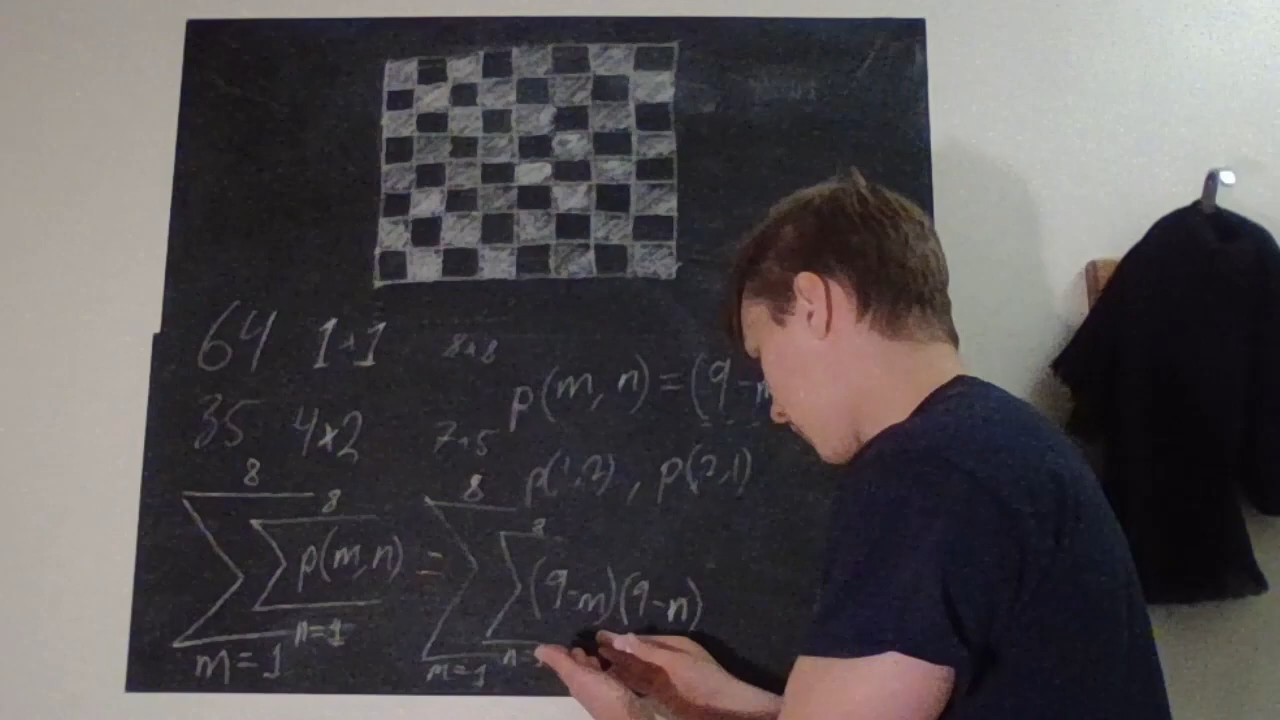 64 1×1 8×8
p(m, n) = (9-m
35 4×2 7×5
p(1,2), p(2,1)
8 8 8 8
∑ ∑ p(m,n) = ∑ ∑ (9-m)(9-n)
m=1 n=1 m=1 n=